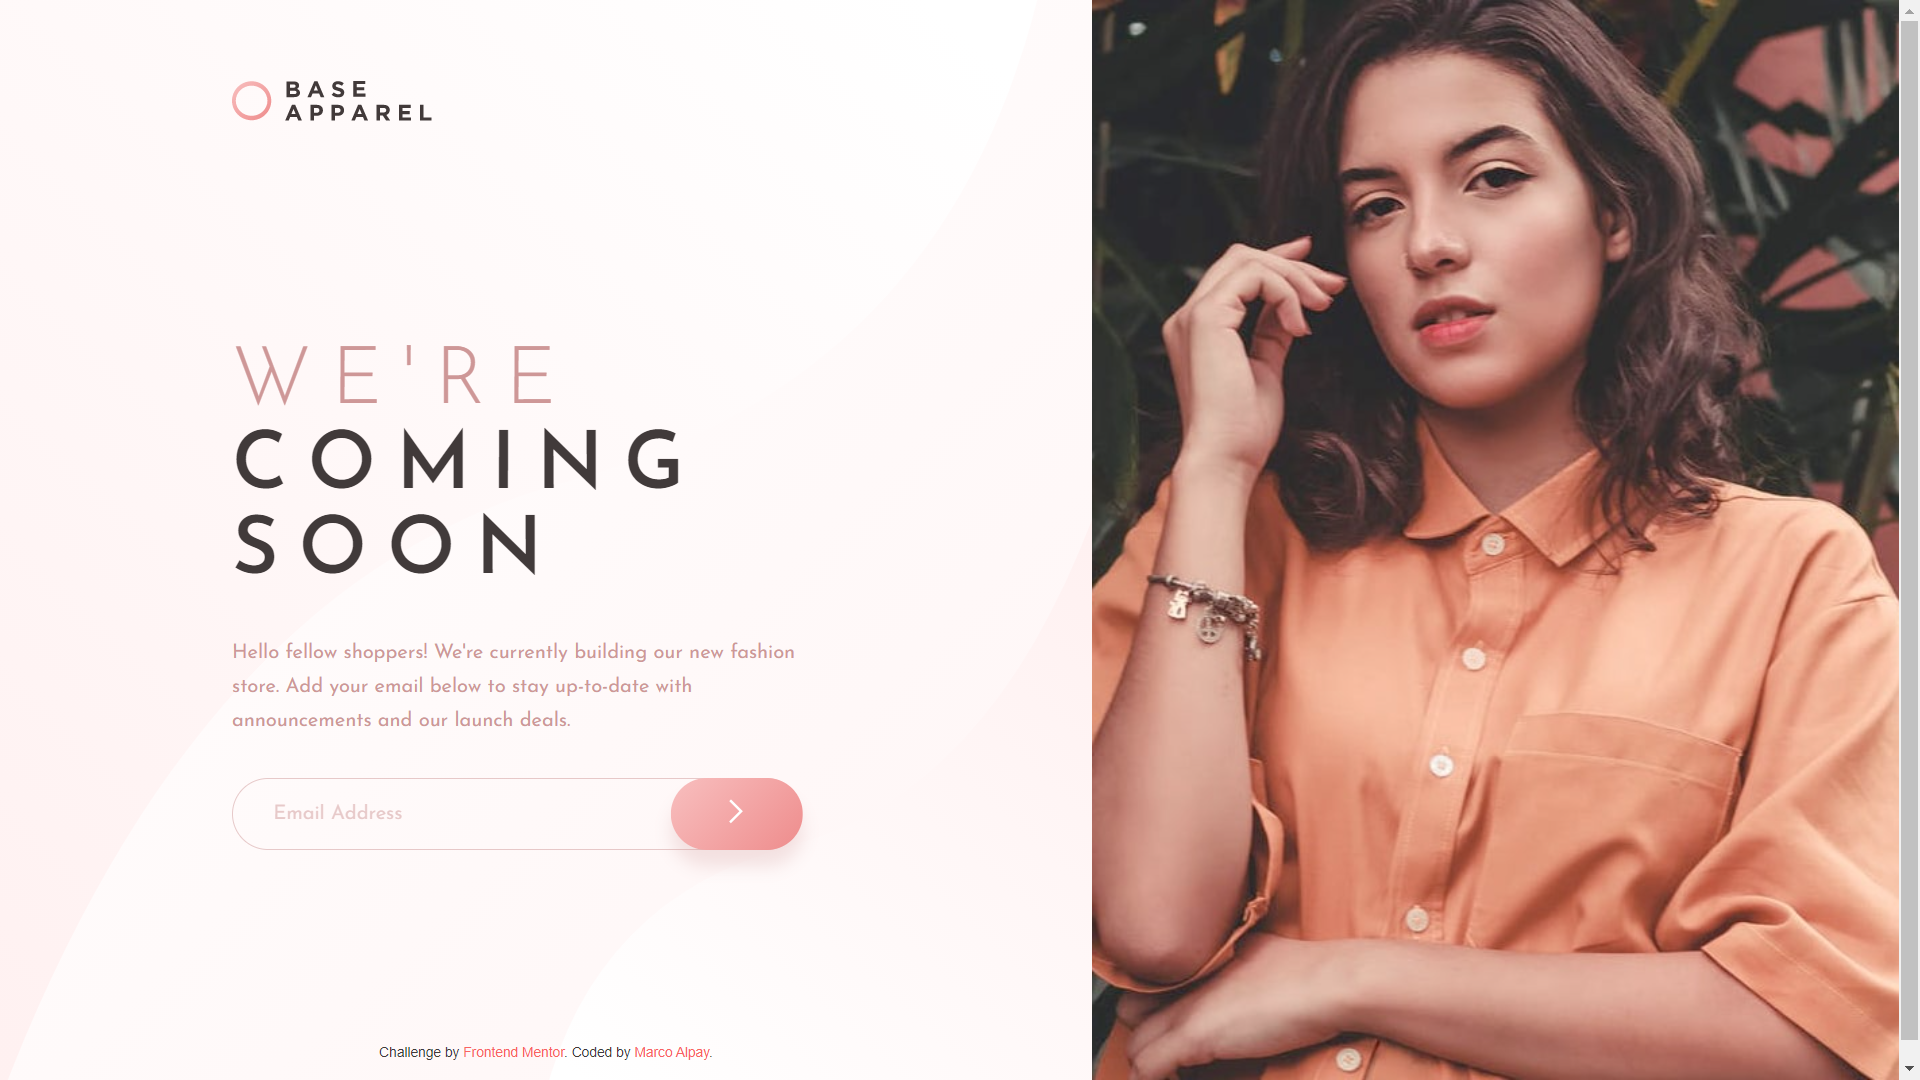 BASE
APPAREL
WE'RE
COMING
SOON
Hello fellow shoppers! We're currently building our new fashion
store. Add your email below to stay up-to-date with
announcements and our launch deals.
Email Address
Challenge by Frontend Mentor. Coded by Marco Alpay.